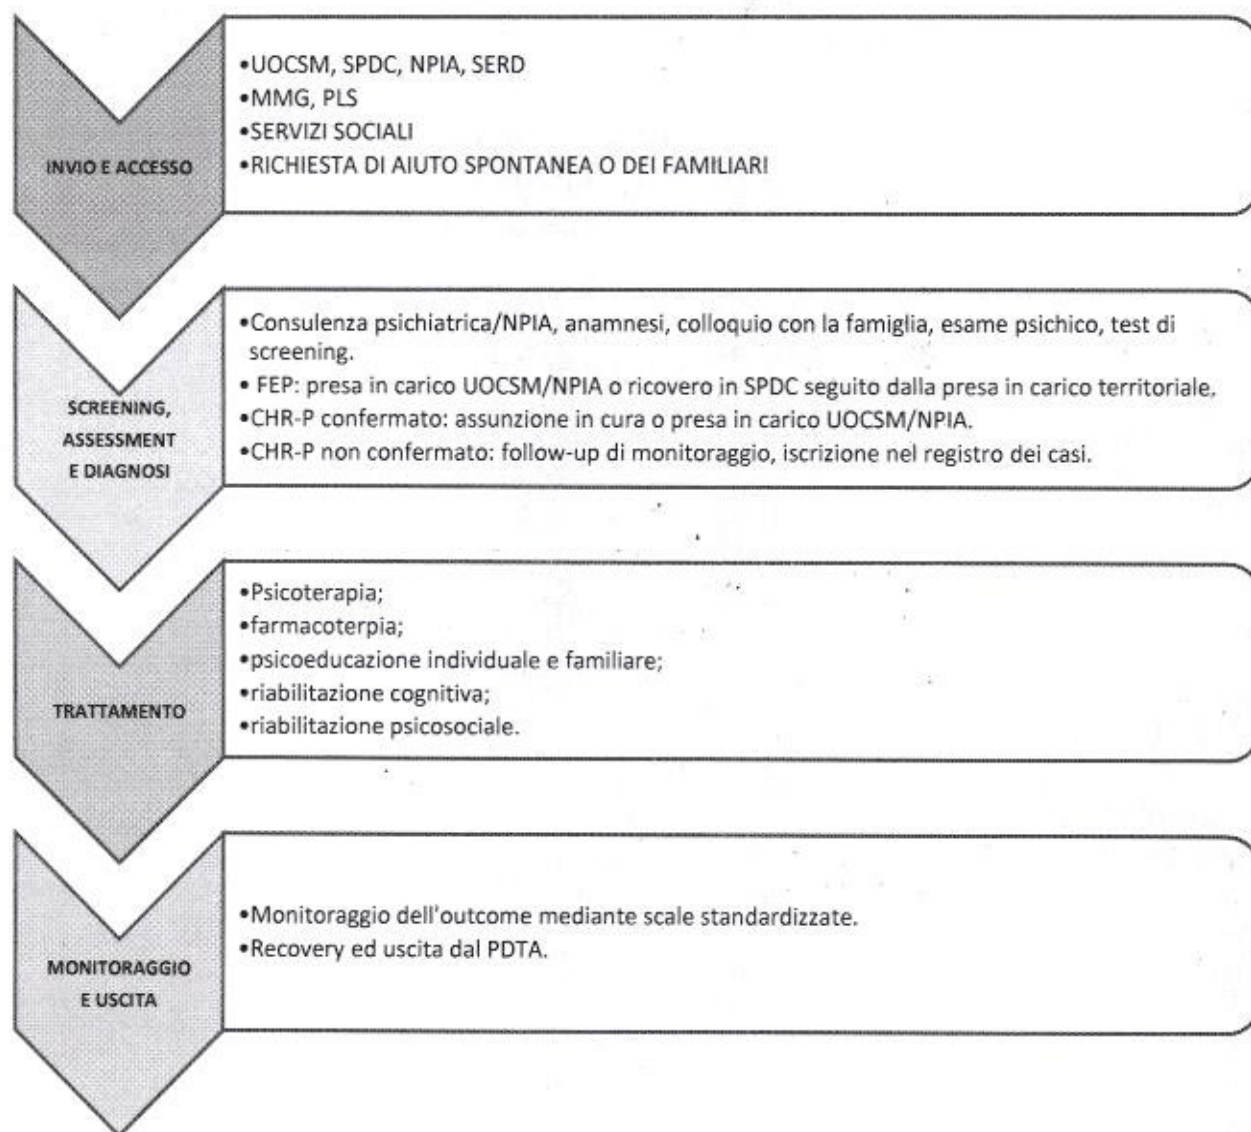 INVIO E ACCESSO
•UOCSM, SPDC, NPIA, SERD
•MMG, PLS
•SERVIZI SOCIALI
•RICHIESTA DI AIUTO SPONTANEA O DEI FAMILIARI
SCREENING,
ASSESSMENT
E DIAGNOSI
•Consulenza psichiatrica/NPIA, anamnesi, colloquio con la famiglia, esame psichico, test di
screening.
• FEP: presa in carico UOCSM/NPIA o ricovero in SPDC seguito dalla presa in carico territoriale.
•CHR-P confermato: assunzione in cura o presa in carico UOCSM/NPIA.
•CHR-P non confermato: follow-up di monitoraggio, iscrizione nel registro dei casi.
TRATTAMENTO
•Psicoterapia;
•farmacoterpia;
•psicoeducazione individuale e familiare;
•riabilitazione cognitiva;
•riabilitazione psicosociale.
MONITORAGGIO
E USCITA
•Monitoraggio dell'outcome mediante scale standardizzate.
•Recovery ed uscita dal PDTA.